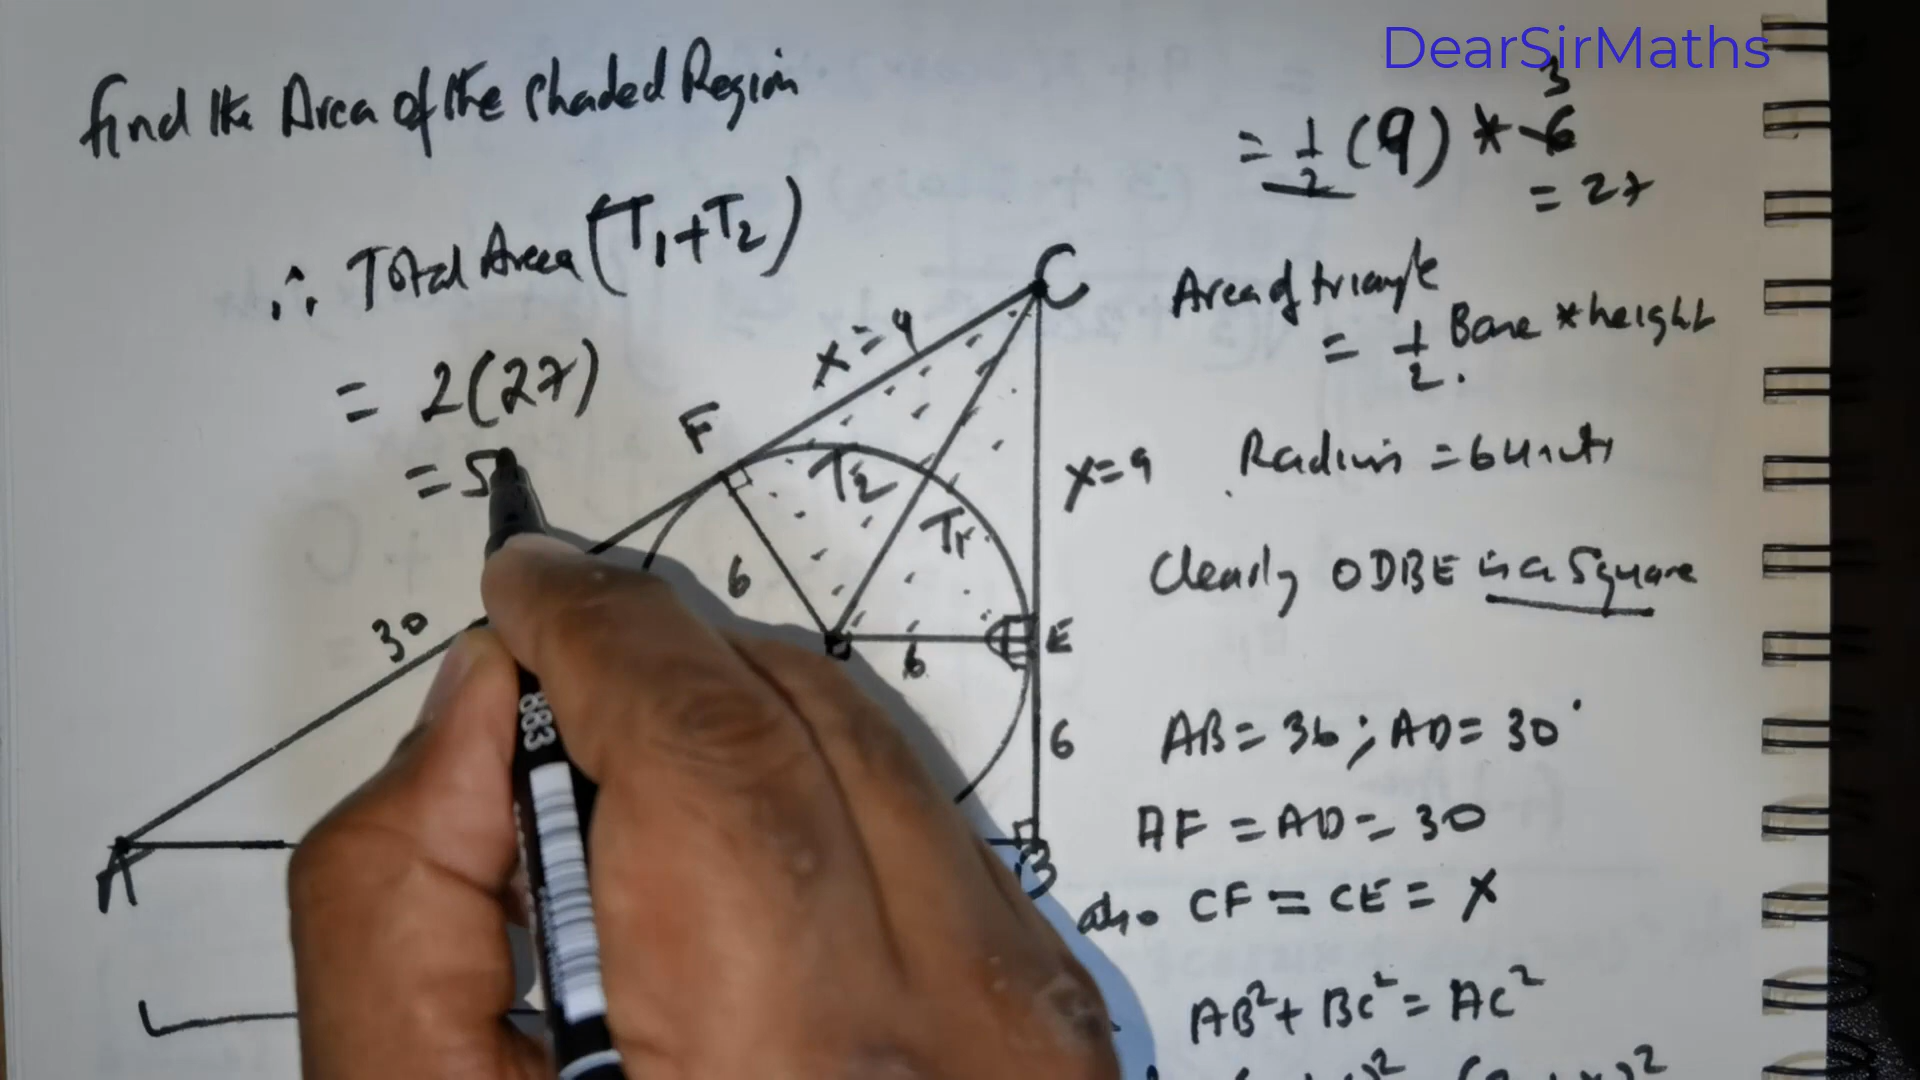 DearSirMaths
Find the Area of the Shaded Region
∴ Total Area (T1+T2)
= 2(27)
= 5
= 1/2 (9) * 6
3
= 27
Area of triangle
= 1/2 Base * height
Radius = 6 units
Clearly ODBE is a Square
AB = 36; AD = 30
AF = AD = 30
also CF = CE = x
AB² + BC² = AC²
C
x = 9
F
T2
T1
x=9
6
6
E
6
30
A
B